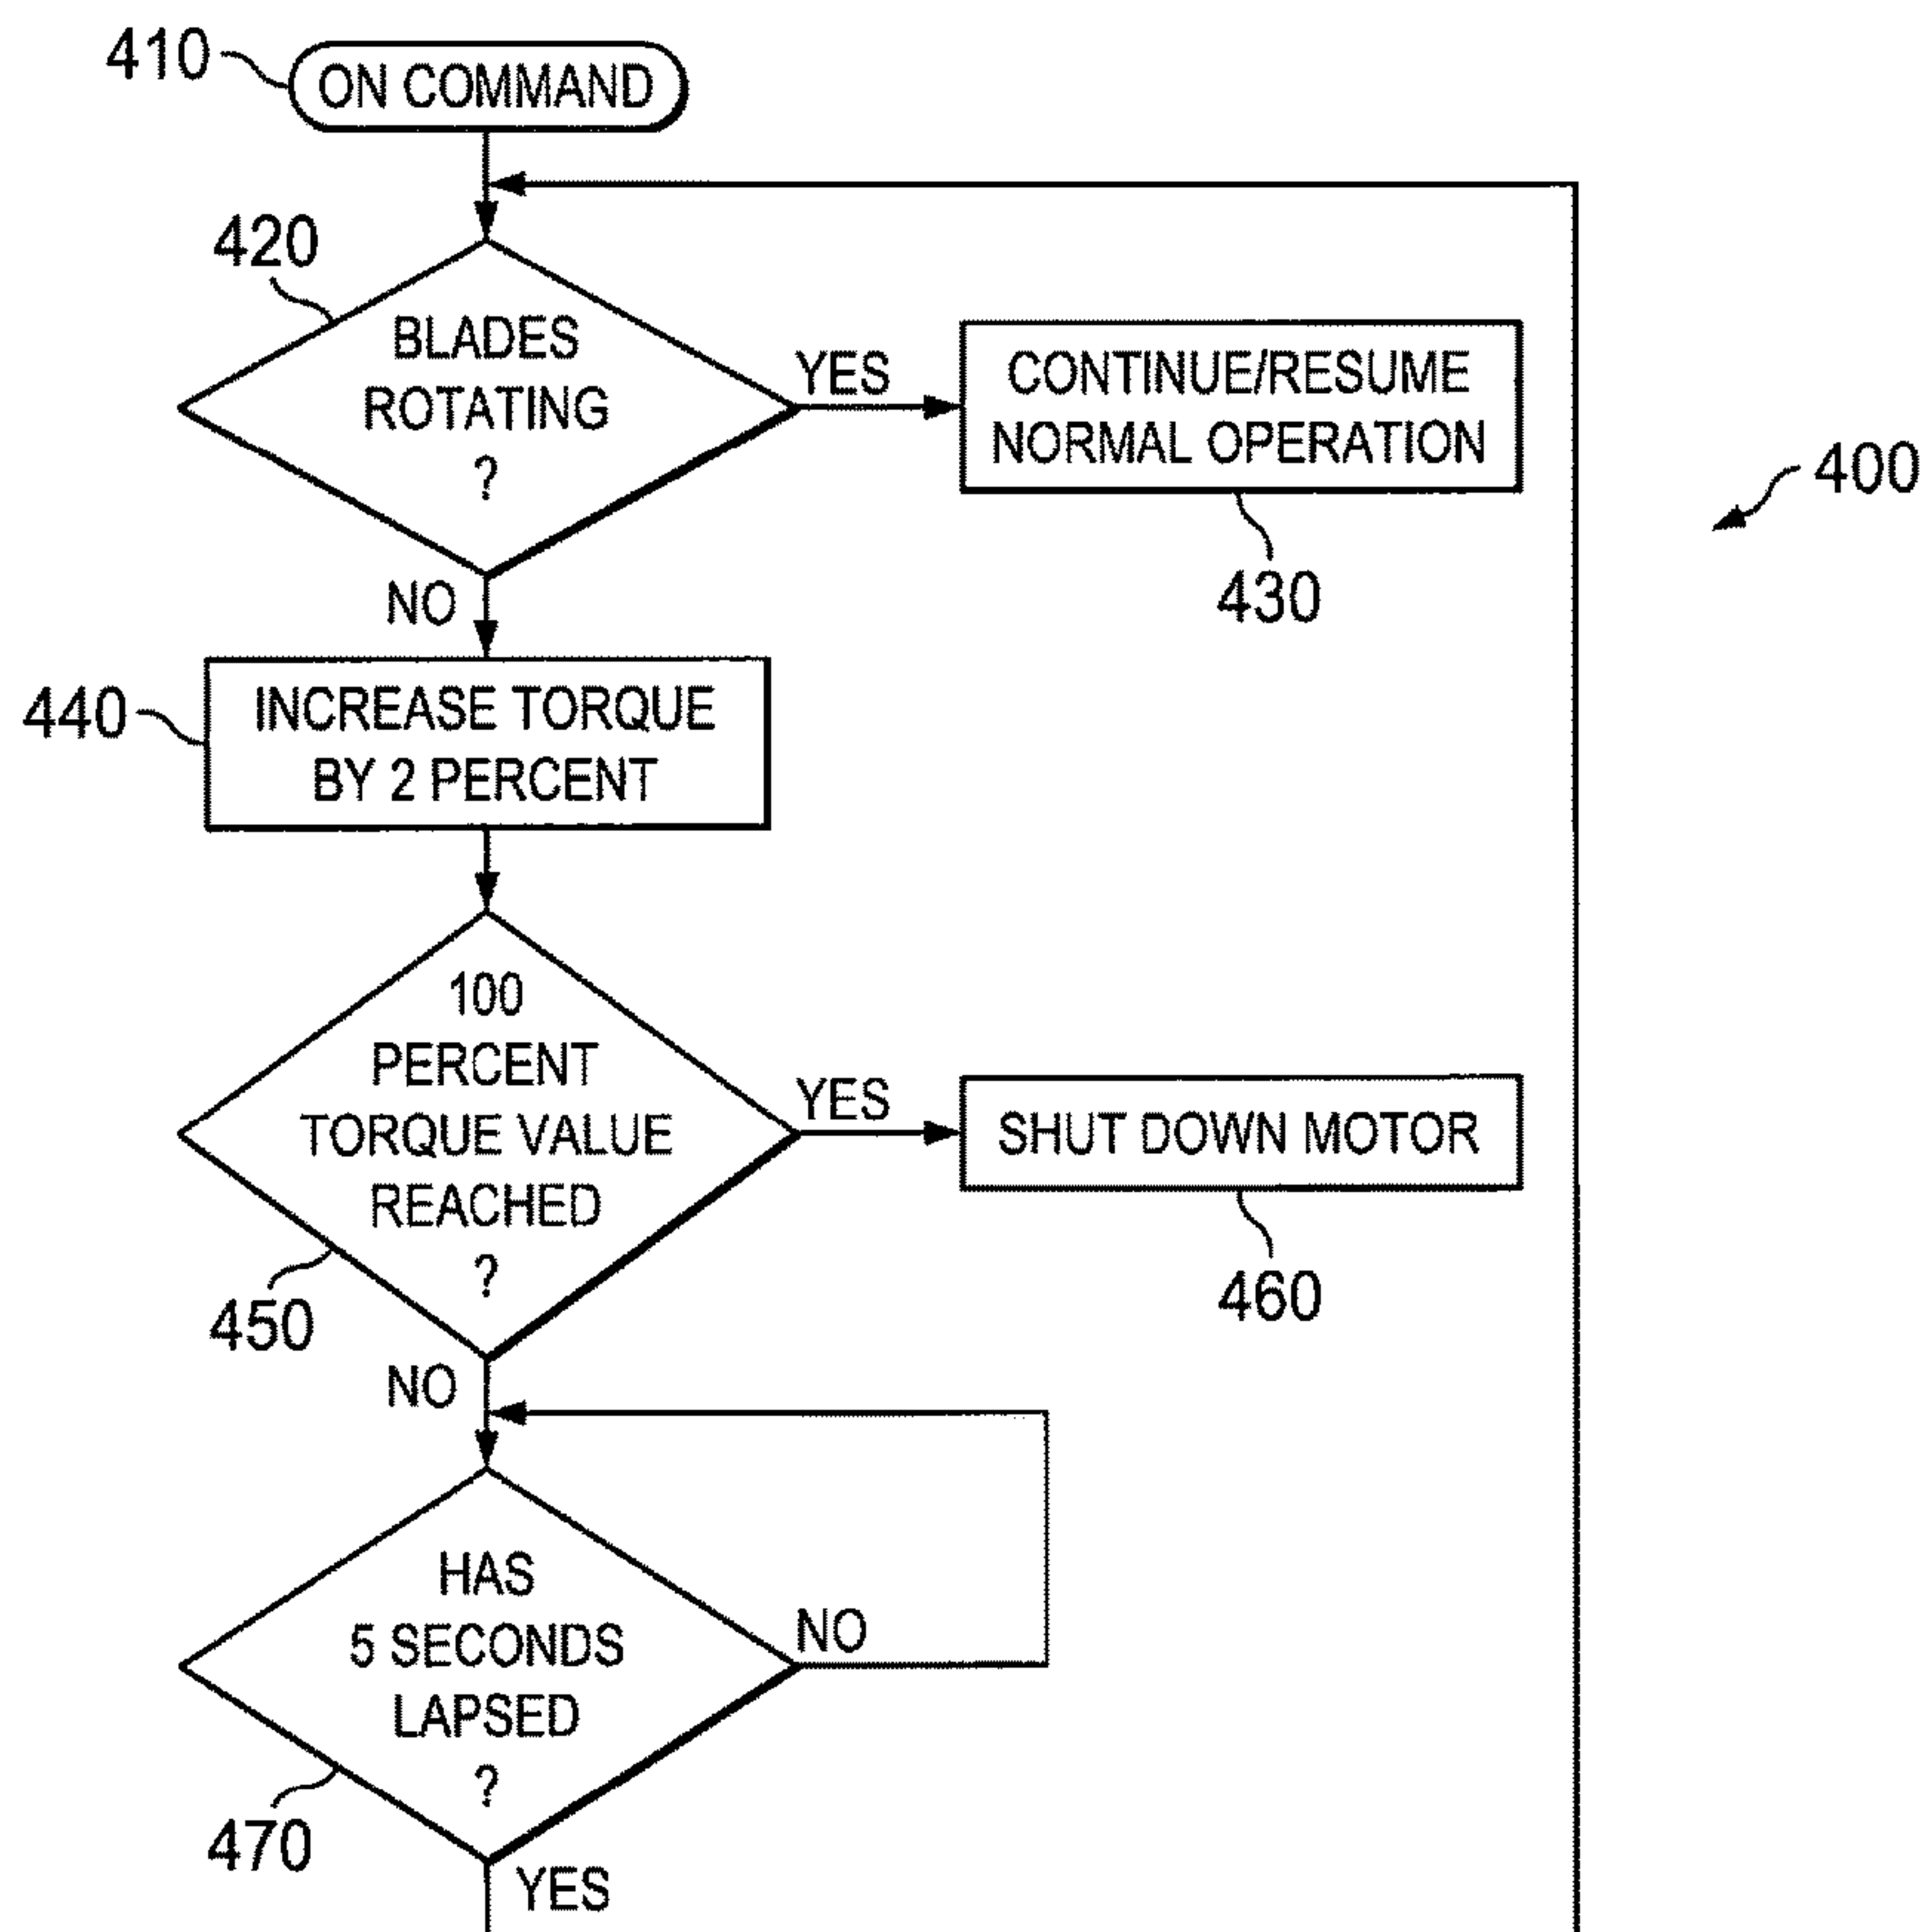 410
ON COMMAND
420
BLADES
ROTATING
?
YES
CONTINUE/RESUME
NORMAL OPERATION
430
400
NO
440
INCREASE TORQUE
BY 2 PERCENT
100
PERCENT
TORQUE VALUE
REACHED
?
YES
SHUT DOWN MOTOR
450
460
NO
HAS
5 SECONDS
LAPSED
?
NO
470
YES